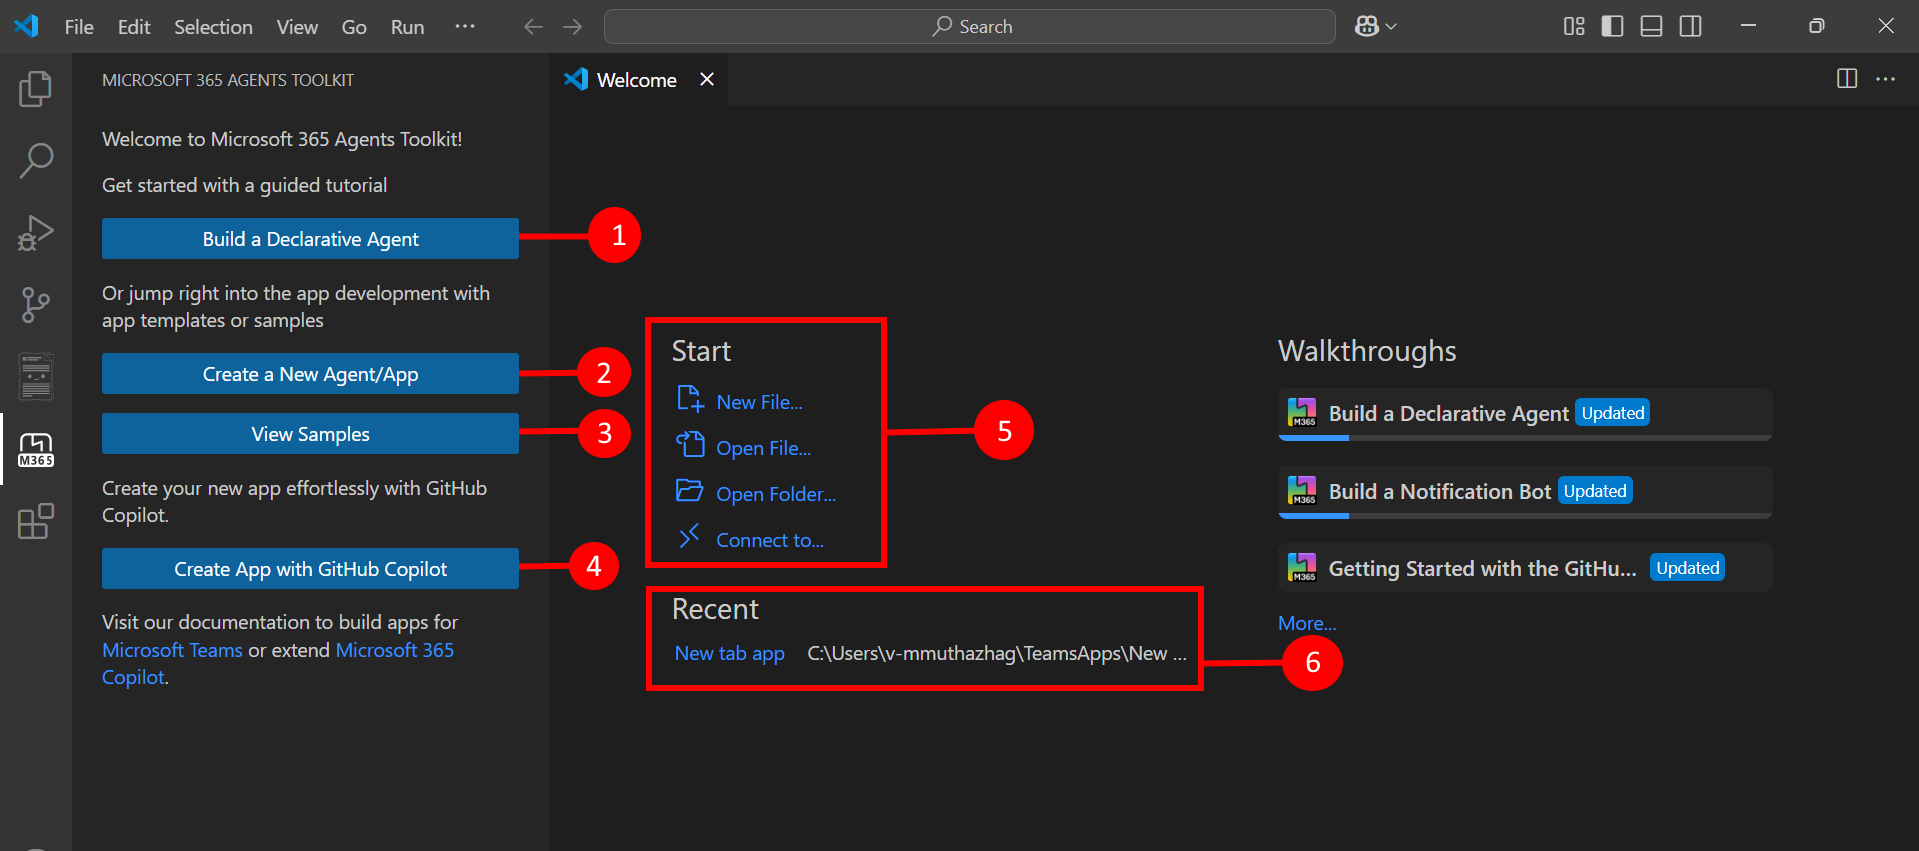 File Edit Selection View Go Run ··· Search
MICROSOFT 365 AGENTS TOOLKIT
Welcome to Microsoft 365 Agents Toolkit!
Get started with a guided tutorial
Build a Declarative Agent
1
Or jump right into the app development with
app templates or samples
Create a New Agent/App
2
View Samples
3
Create your new app effortlessly with GitHub
Copilot.
Create App with GitHub Copilot
4
Visit our documentation to build apps for
Microsoft Teams or extend Microsoft 365
Copilot.
M365
Welcome
Start
New File...
Open File...
Open Folder...
Connect to...
5
Recent
New tab app C:\Users\v-mmuthazhag\TeamsApps\New ...
6
Walkthroughs
M365 Build a Declarative Agent Updated
M365 Build a Notification Bot Updated
M365 Getting Started with the GitHu... Updated
More...